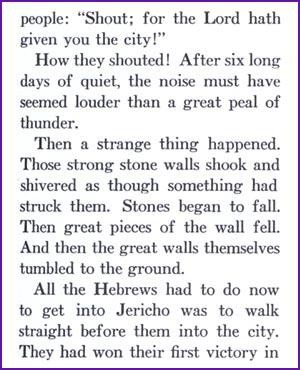 people: “Shout; for the Lord hath
given you the city!”
How they shouted! After six long
days of quiet, the noise must have
seemed louder than a great peal of
thunder.
Then a strange thing happened.
Those strong stone walls shook and
shivered as though something had
struck them. Stones began to fall.
Then great pieces of the wall fell.
And then the great walls themselves
tumbled to the ground.
All the Hebrews had to do now
to get into Jericho was to walk
straight before them into the city.
They had won their first victory in